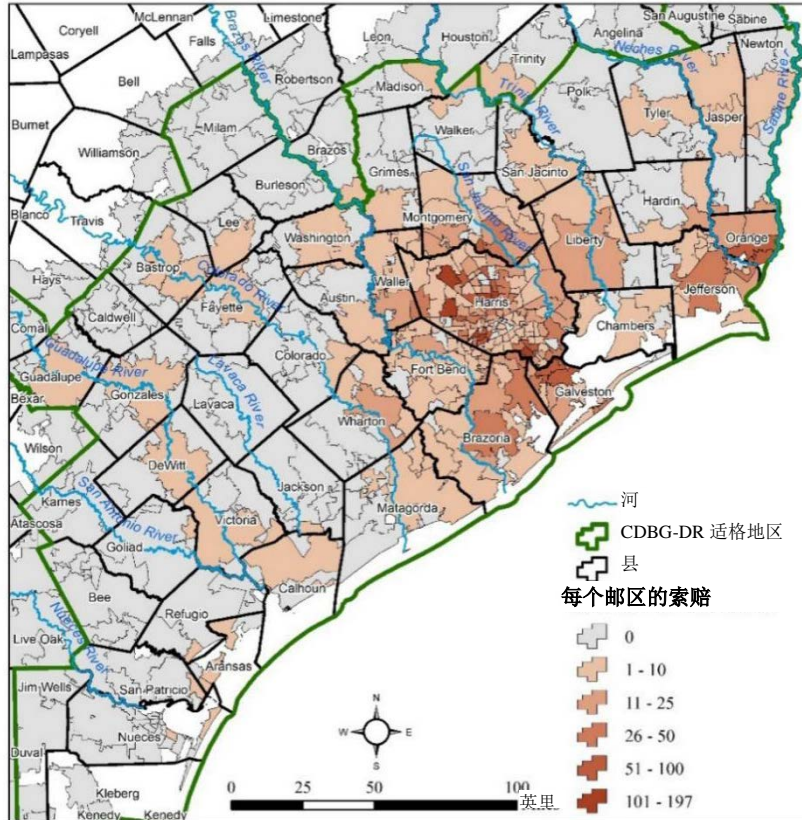 McLennan
Limestone
San Augustine
Sabine
Coryell
Brazos River
Leon
Houston
Angelina
Neches River
Newton
Lampasas
Falls
Trinity
Bell
Robertson
Madison
Trinity River
Polk
Sabine River
Milam
Walker
Tyler
Jasper
Burnet
Williamson
Brazos
Grimes
San Jacinto
San Jacinto River
Burleson
Hardin
Blanco
Travis
Lee
Washington
Montgomery
Liberty
Orange
Bastrop
Colorado River
Waller
Hays
Austin
Harris
Jefferson
Caldwell
Fayette
Chambers
Comal
Guadalupe River
Colorado
Fort Bend
Guadalupe
Gonzales
Lavaca River
Galveston
Bexar
Lavaca
Wharton
Brazoria
Wilson
DeWitt
Karnes
Jackson
San Antonio River
Matagorda
Atascosa
Victoria
Goliad
Calhoun
Bee
Refugio
Nueces River
Live Oak
Aransas
Jim Wells
San Patricio
Nueces
Duval
Kleberg
Kenedy
Kenedy
河
CDBG-DR 适格地区
县
每个邮区的索赔
0
1 - 10
11 - 25
26 - 50
51 - 100
101 - 197
N
W
E
S
0
25
50
100
英里